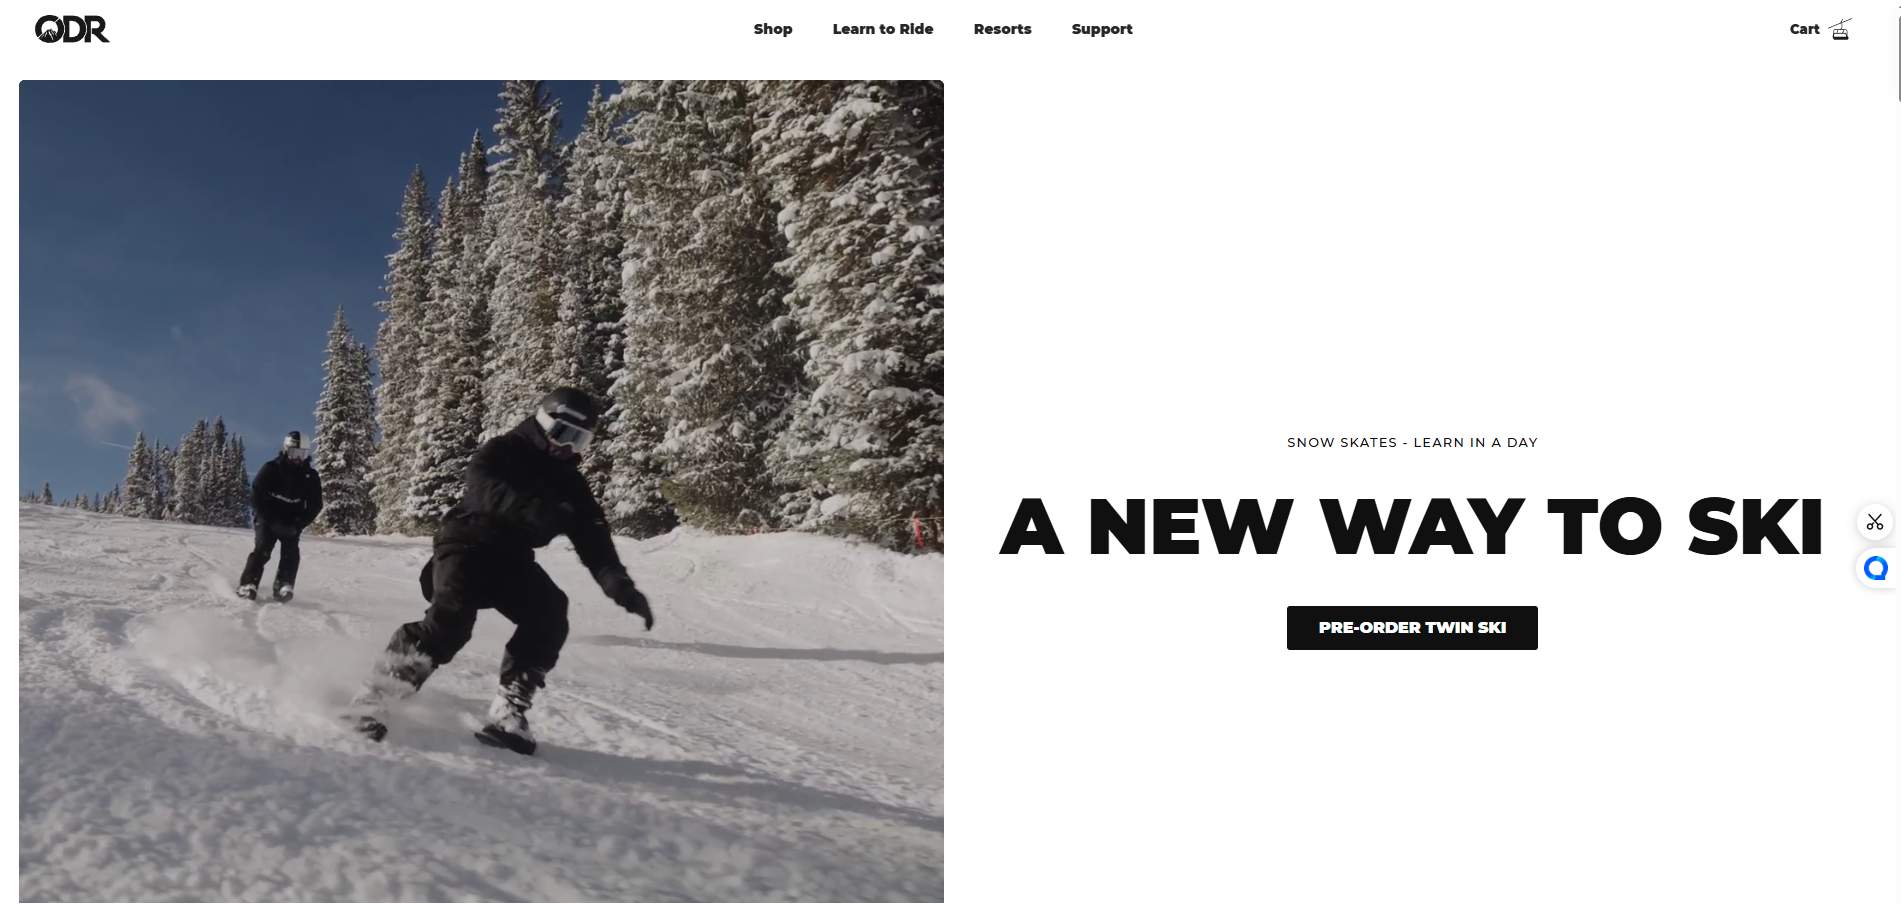 ODR
Shop
Learn to Ride
Resorts
Support
Cart
SNOW SKATES - LEARN IN A DAY
A NEW WAY TO SKI
PRE-ORDER TWIN SKI